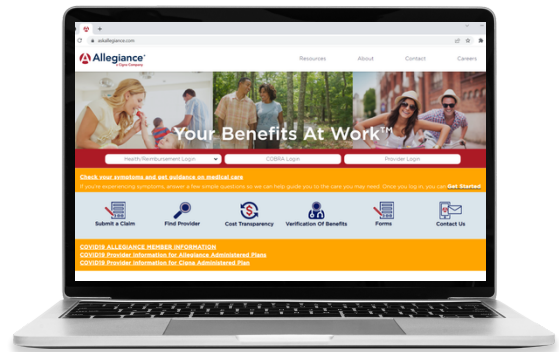 askallegiance.com
Allegiance
a Cigna Company
Resources About Contact Careers
Your Benefits At Work™
Health/Reimbursement Login COBRA Login Provider Login
Check your symptoms and get guidance on medical care
If you're experiencing symptoms, answer a few simple questions so we can help guide you to the care you may need. Once you log in, you can Get Started
Submit a Claim Find Provider Cost Transparency Verification Of Benefits Forms Contact Us
COVID19 ALLEGIANCE MEMBER INFORMATION
COVID19 Provider information for Allegiance Administered Plans
COVID19 Provider information for Cigna Administered Plan